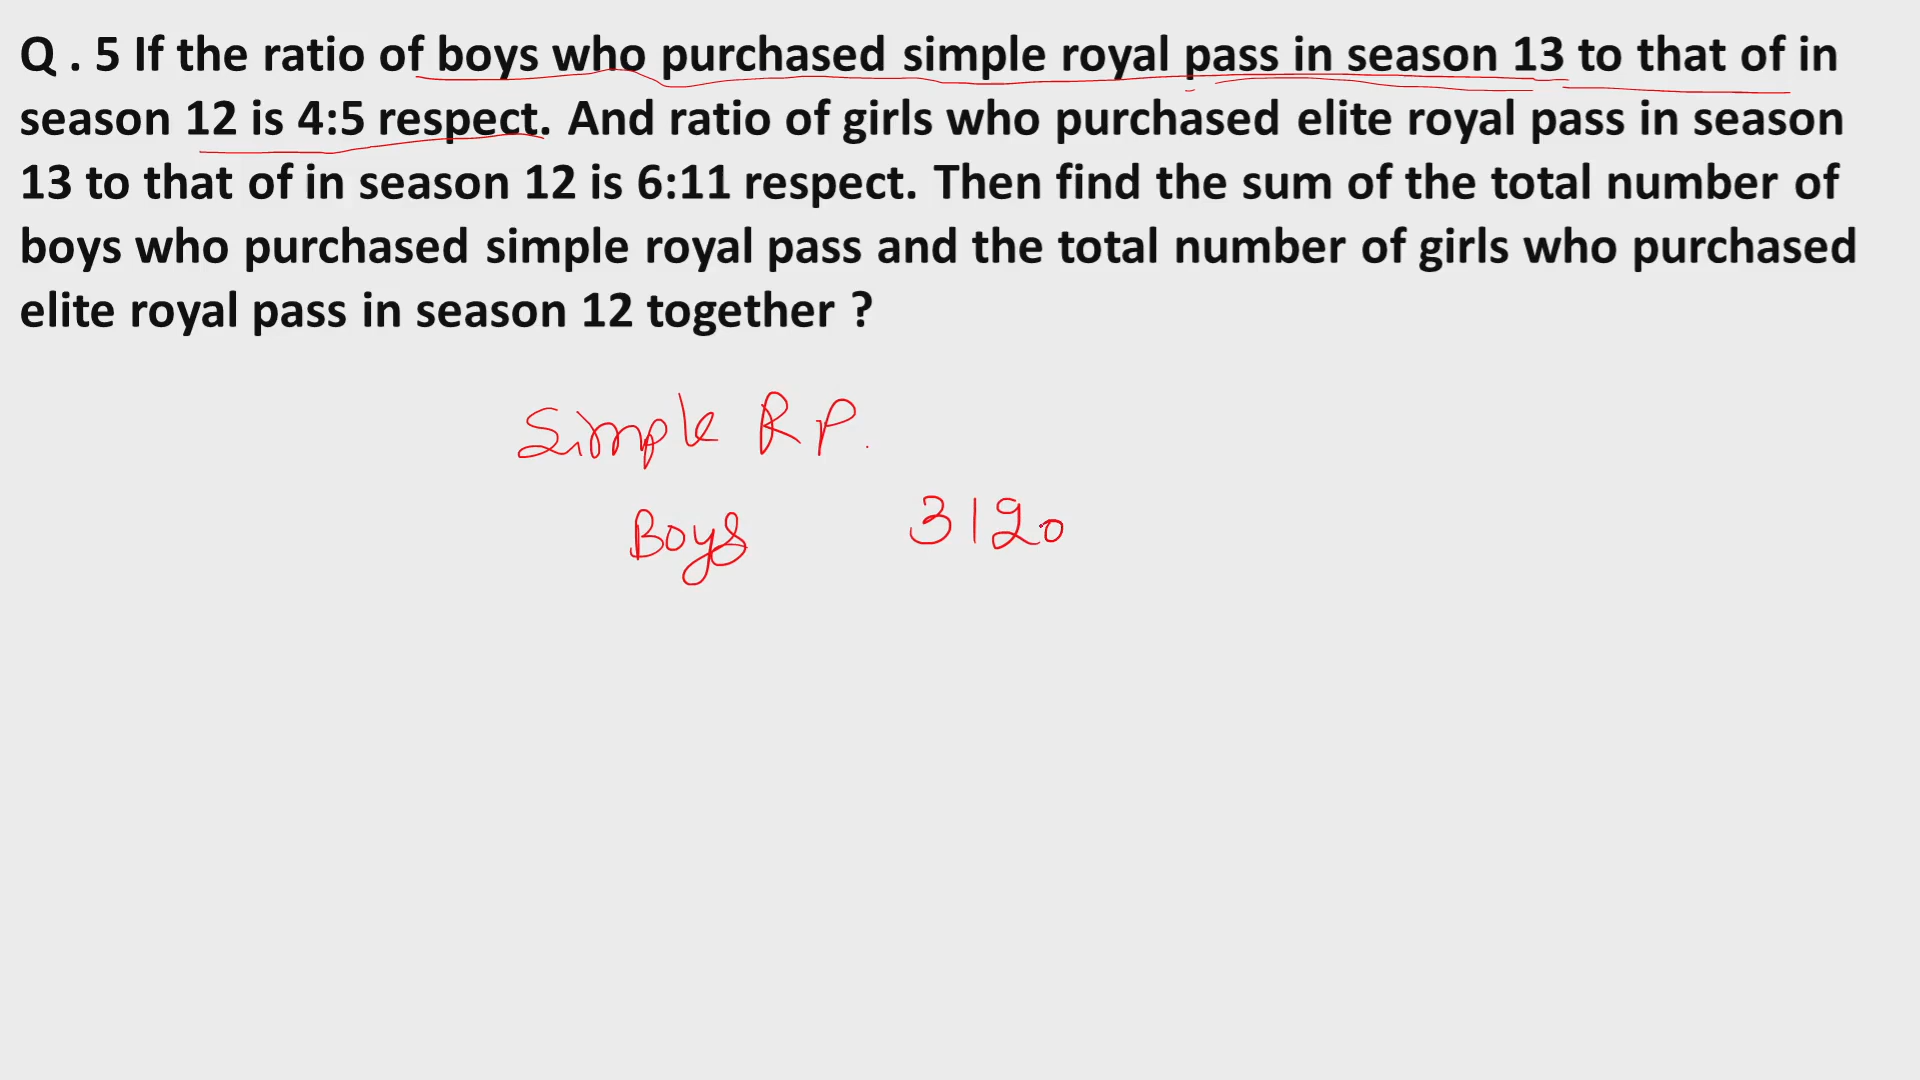 Q . 5 If the ratio of boys who purchased simple royal pass in season 13 to that of in
season 12 is 4:5 respect. And ratio of girls who purchased elite royal pass in season
13 to that of in season 12 is 6:11 respect. Then find the sum of the total number of
boys who purchased simple royal pass and the total number of girls who purchased
elite royal pass in season 12 together ?
Simple RP.
Boys 3120